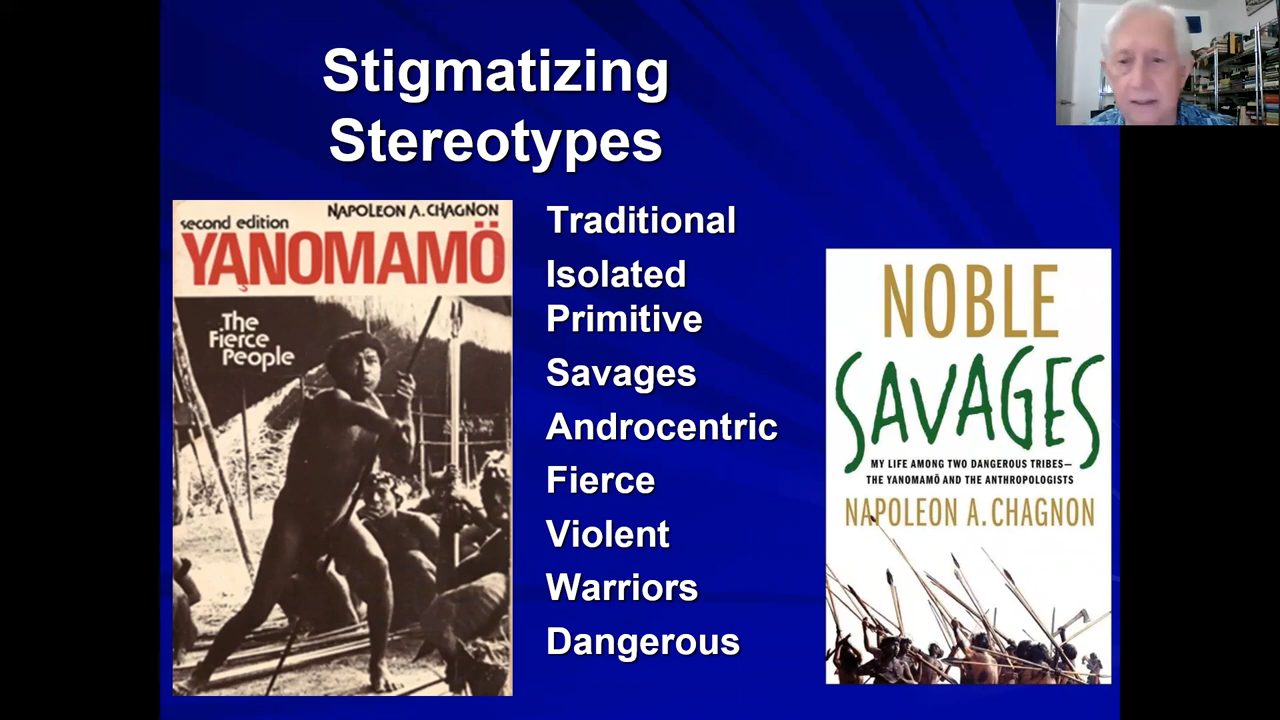 Stigmatizing
Stereotypes
second edition
NAPOLEON A. CHAGNON
YĄNOMAMÖ
The
Fierce
People
Traditional
Isolated
Primitive
Savages
Androcentric
Fierce
Violent
Warriors
Dangerous
NOBLE
SAVAGES
MY LIFE AMONG TWO DANGEROUS TRIBES—
THE YANOMAMÖ AND THE ANTHROPOLOGISTS
NAPOLEON A. CHAGNON